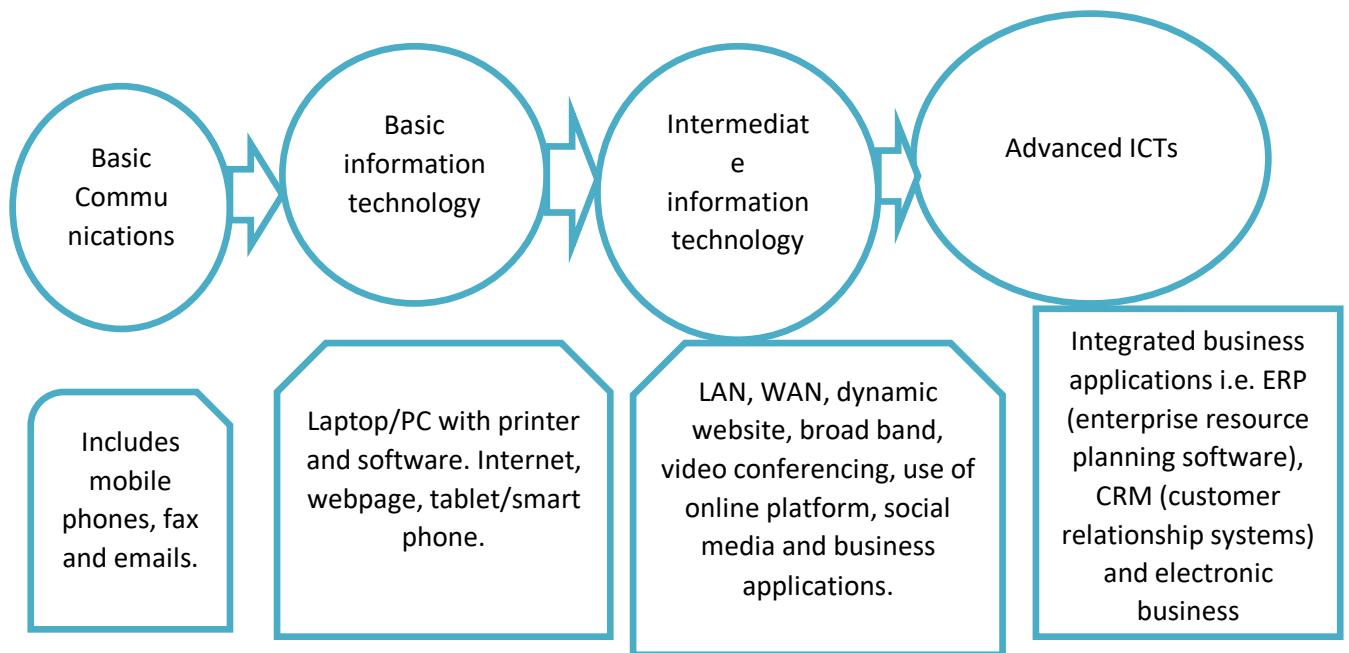 Basic
Commu
nications
Basic
information
technology
Intermediat
e
information
technology
Advanced ICTs
Includes
mobile
phones, fax
and emails.
Laptop/PC with printer
and software. Internet,
webpage, tablet/smart
phone.
LAN, WAN, dynamic
website, broad band,
video conferencing, use of
online platform, social
media and business
applications.
Integrated business
applications i.e. ERP
(enterprise resource
planning software),
CRM (customer
relationship systems)
and electronic
business